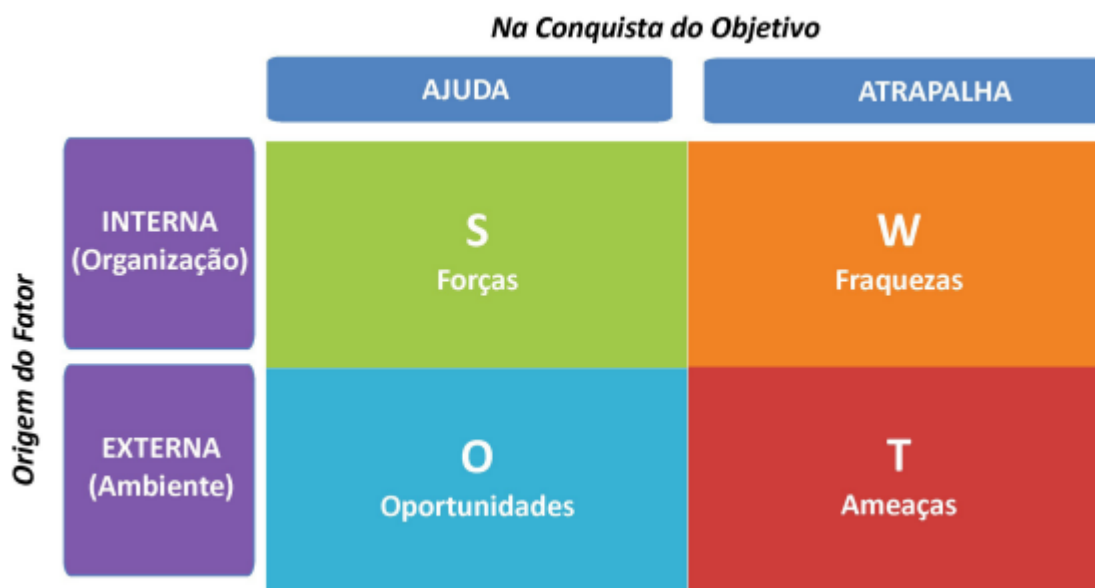 Na Conquista do Objetivo
AJUDA
ATRAPALHA
Origem do Fator
INTERNA
(Organização)
S
Forças
W
Fraquezas
EXTERNA
(Ambiente)
O
Oportunidades
T
Ameaças